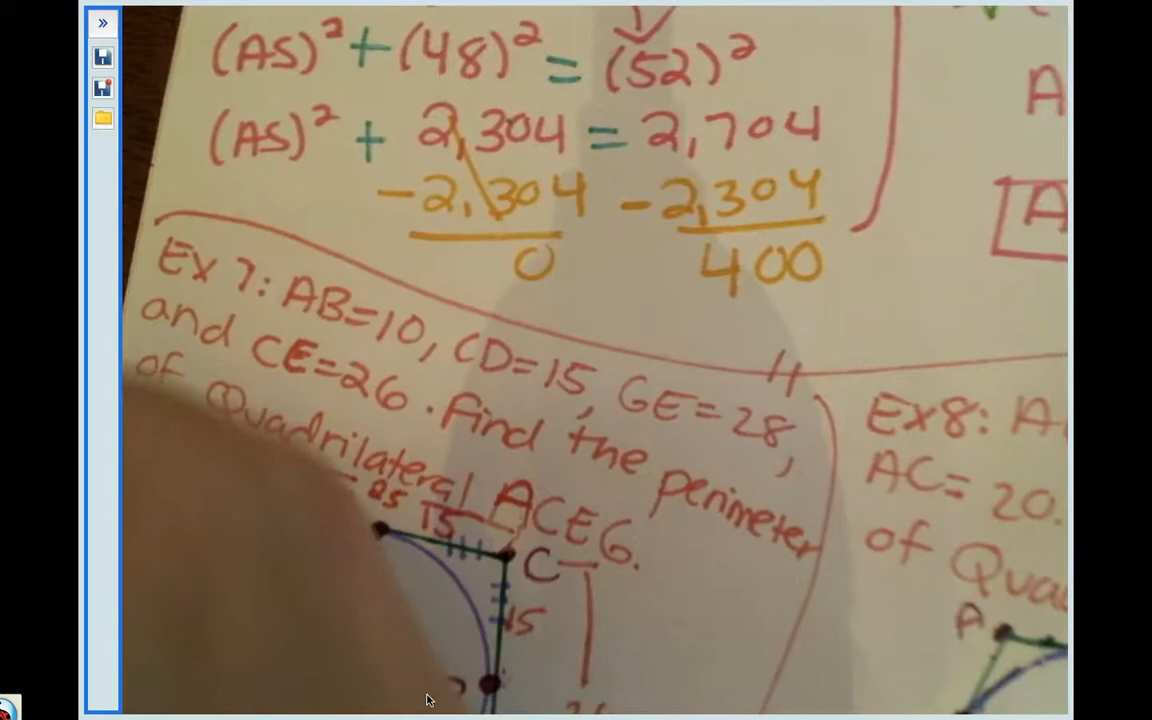 (AS)² + (48)² = (52)²
(AS)² + 2,304 = 2,704
-2,304 -2,304
0 400
A
A
Ex 7: AB=10, CD=15, GE=28,
and CE=26. Find the perimeter
of Quadrilateral ACEG.
25
15
C
15
Ex8: A
AC= 20.
of Qua
A